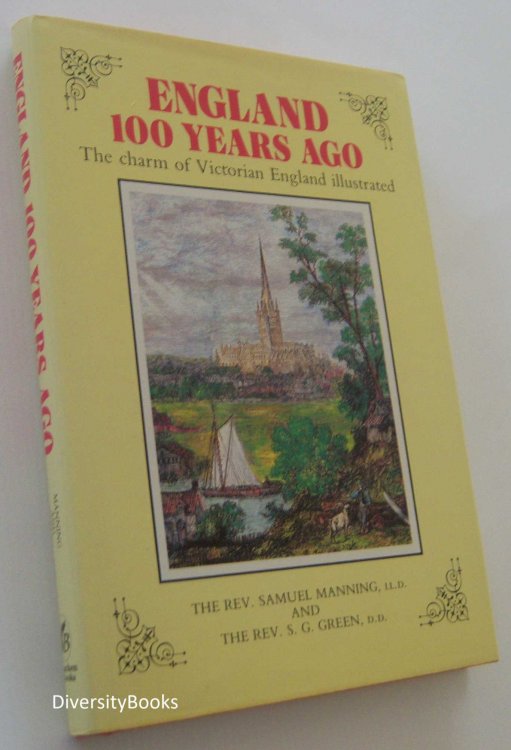 ENGLAND
100 YEARS AGO
The charm of Victorian England illustrated
THE REV. SAMUEL MANNING, LL.D.
AND
THE REV. S. G. GREEN, D.D.
ENGLAND 100 YEARS AGO
MANNING
DiversityBooks